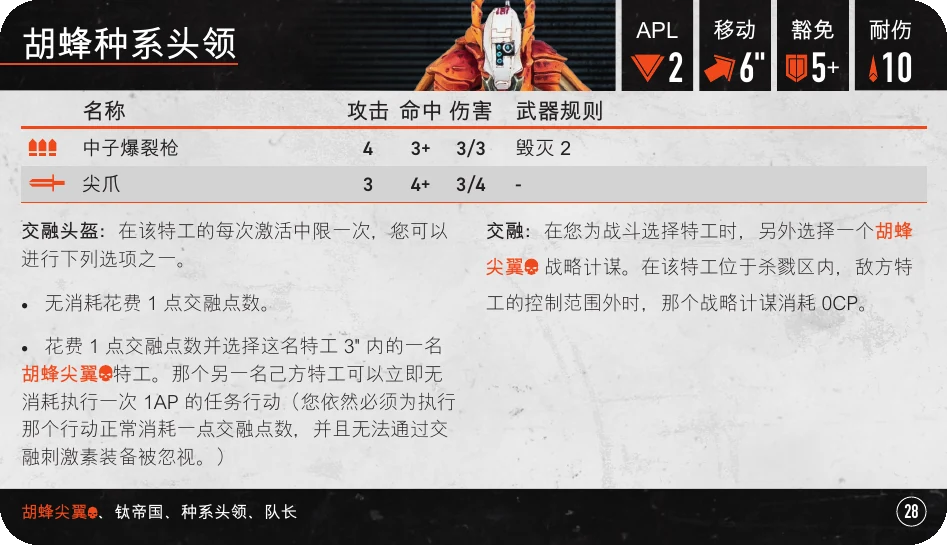 胡蜂种系头领
APL 移动 豁免 耐伤
2 6" 5+ 10
名称 攻击 命中 伤害 武器规则
中子爆裂枪 4 3+ 3/3 毁灭 2
尖爪 3 4+ 3/4 -
交融头盔：在该特工的每次激活中限一次，您可以
进行下列选项之一。
• 无消耗花费 1 点交融点数。
• 花费 1 点交融点数并选择这名特工 3" 内的一名
胡蜂尖翼特工。那个另一名己方特工可以立即无
消耗执行一次 1AP 的任务行动（您依然必须为执行
那个行动正常消耗一点交融点数，并且无法通过交
融刺激素装备被忽视。）
交融：在您为战斗选择特工时，另外选择一个胡蜂
尖翼 战略计谋。在该特工位于杀戮区内，敌方特
工的控制范围外时，那个战略计谋消耗 0CP。
胡蜂尖翼、钛帝国、种系头领、队长
28